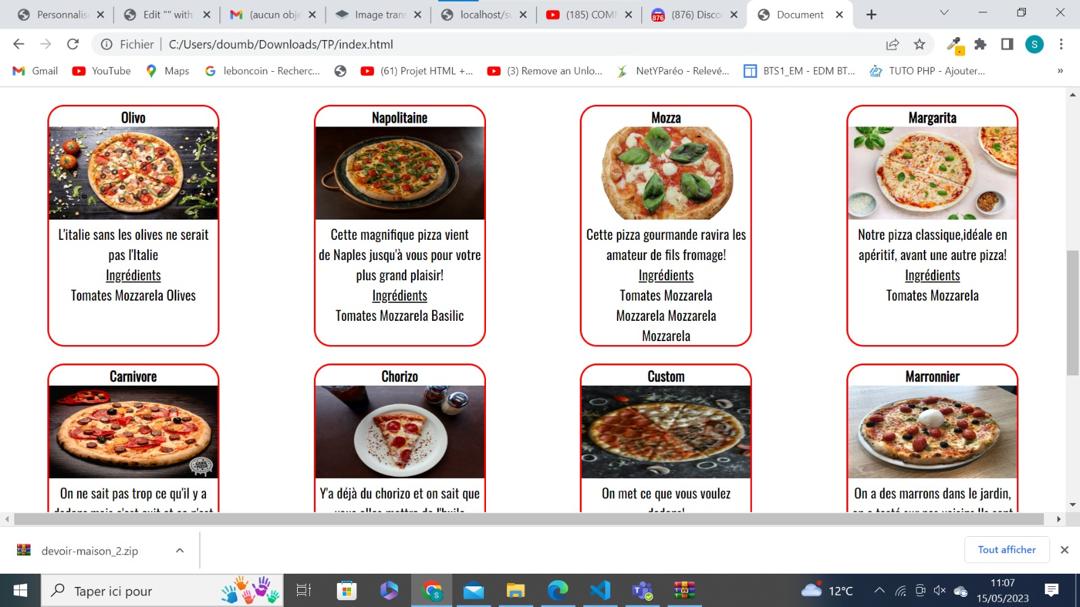 Personnalis
Edit "" with
(aucun obje
Image tran
localhost/s
(185) COM
(876) Disco
Document
Fichier
C:/Users/doumb/Downloads/TP/index.html
Gmail
YouTube
Maps
leboncoin - Recherc...
(61) Projet HTML +...
(3) Remove an Unlo...
NetYParéo - Relevé...
BTS1_EM - EDM BT...
TUTO PHP - Ajouter...
»
Olivo
L'italie sans les olives ne serait
pas l'Italie
Ingrédients
Tomates Mozzarela Olives
Napolitaine
Cette magnifique pizza vient
de Naples jusqu'à vous pour votre
plus grand plaisir!
Ingrédients
Tomates Mozzarela Basilic
Mozza
Cette pizza gourmande ravira les
amateur de fils fromage!
Ingrédients
Tomates Mozzarela
Mozzarela Mozzarela
Mozzarela
Margarita
Notre pizza classique,idéale en
apéritif, avant une autre pizza!
Ingrédients
Tomates Mozzarela
Carnivore
On ne sait pas trop ce qu'il y a
Chorizo
Y'a déjà du chorizo et on sait que
Custom
On met ce que vous voulez
Marronnier
On a des marrons dans le jardin,
devoir-maison_2.zip
Tout afficher
Taper ici pour
12°C
11:07
15/05/2023